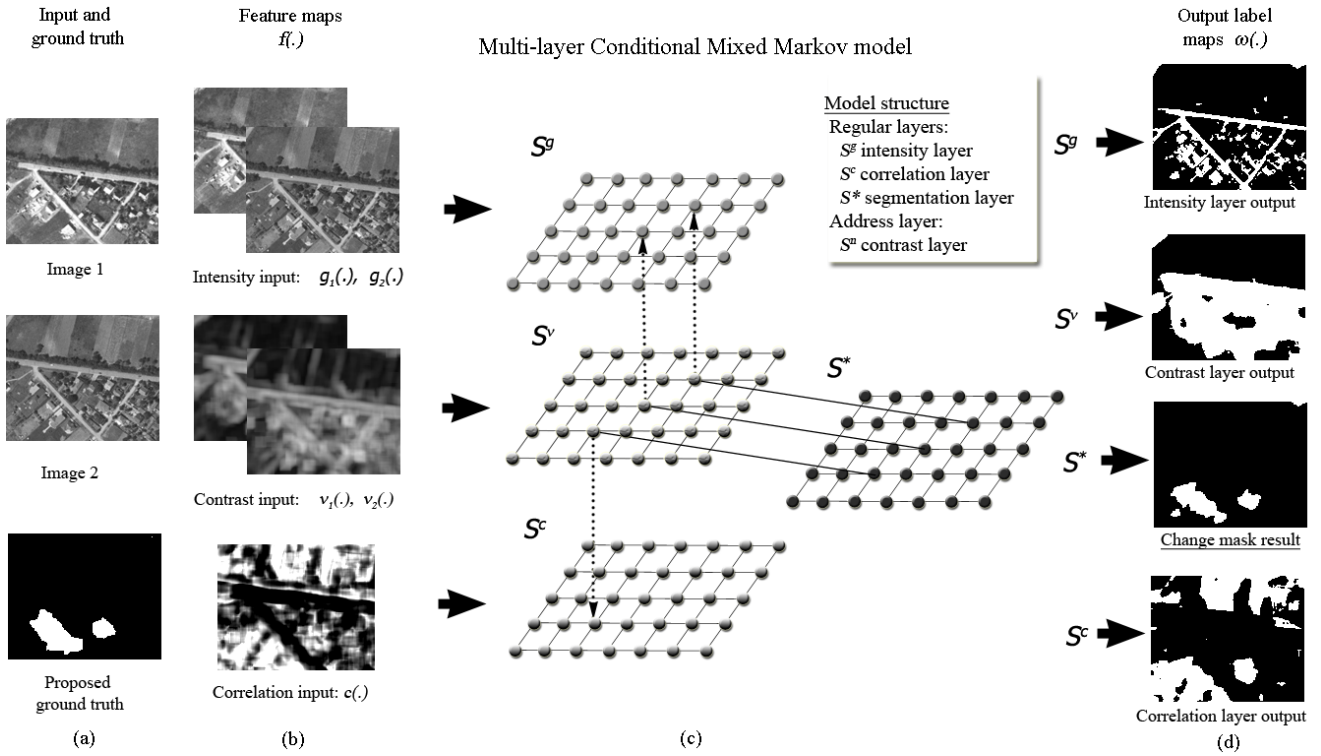 Input and
ground truth
Feature maps
f(.)
Multi-layer Conditional Mixed Markov model
Output label
maps ω(.)
Image 1
Image 2
Proposed
ground truth
(a)
Intensity input: g₁(.), g₂(.)
Contrast input: ν₁(.), ν₂(.)
Correlation input: c(.)
(b)
Sᵍ
Sᵛ
S*
Sᶜ
Model structure
Regular layers:
Sᵍ intensity layer
Sᶜ correlation layer
S* segmentation layer
Address layer:
Sⁿ contrast layer
(c)
Sᵍ
Intensity layer output
Sᵛ
Contrast layer output
S*
Change mask result
Sᶜ
Correlation layer output
(d)